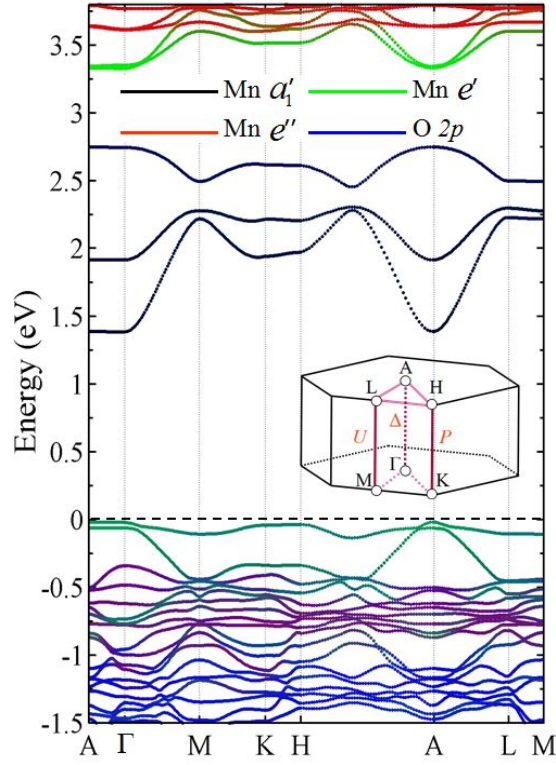 3.5
3
2.5
2
1.5
1
0.5
0
-0.5
-1
-1.5
Energy (eV)
Mn a₁′
Mn e′
Mn e′′
O 2p
A
L
H
U
Δ
P
Γ
M
K
A Γ M K H A L M